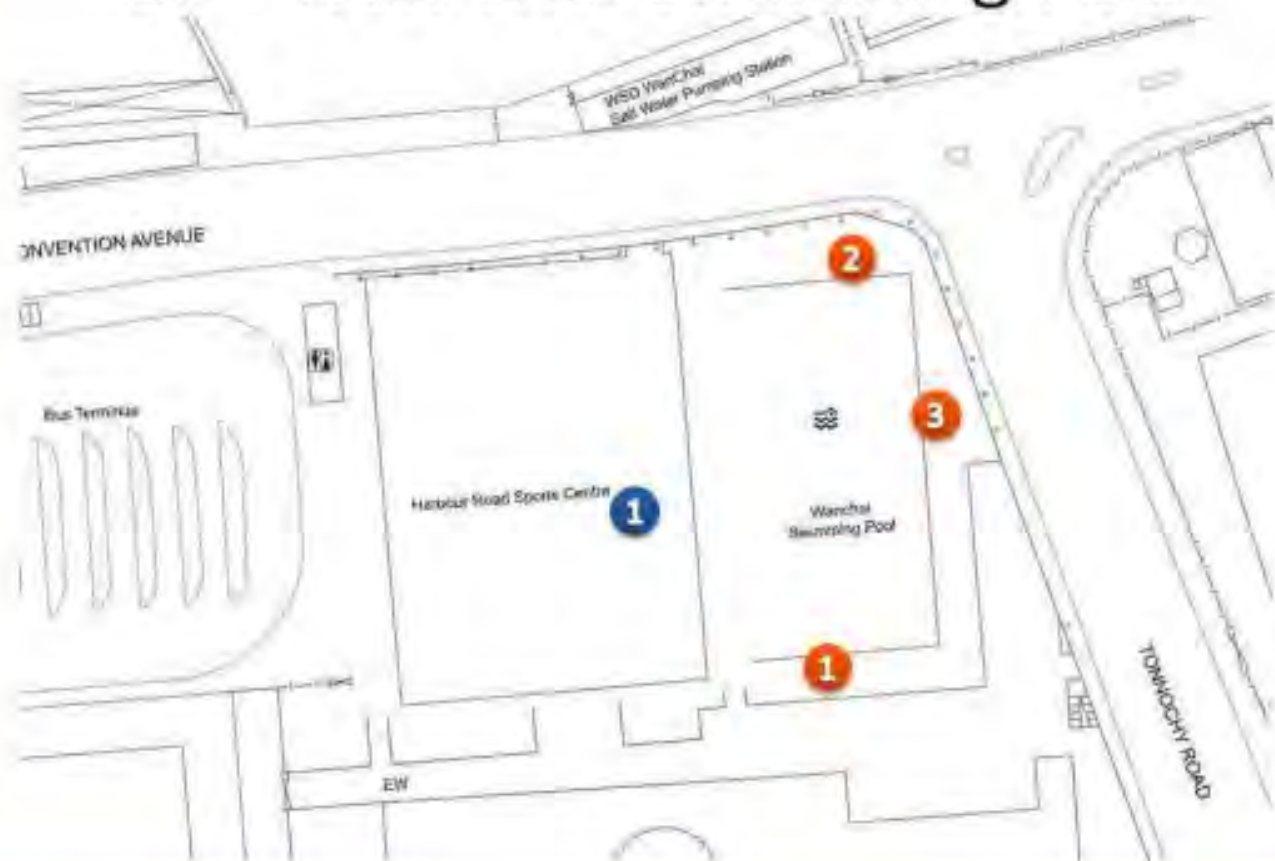 WSD WanChai
Salt Water Pumping Station
ONVENTION AVENUE
2
Bus Terminus
3
Harbour Road Sports Centre
1
Wanchai
Swimming Pool
1
TONNOCHY ROAD
EW